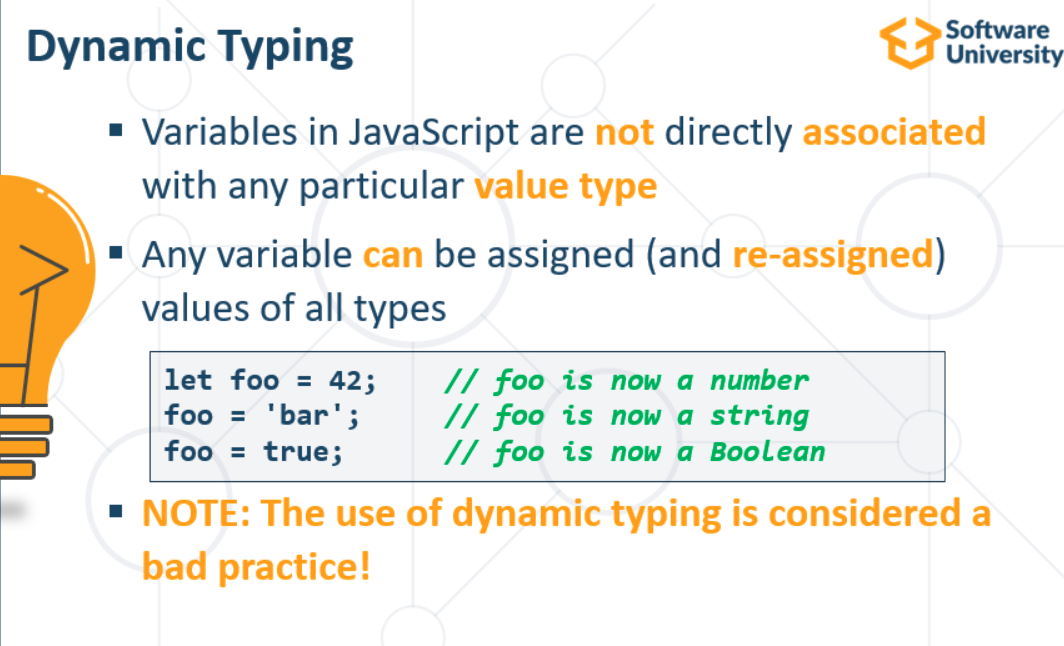 Dynamic Typing
Software
University
▪ Variables in JavaScript are not directly associated
with any particular value type
▪ Any variable can be assigned (and re-assigned)
values of all types
let foo = 42;    // foo is now a number
foo = 'bar';     // foo is now a string
foo = true;      // foo is now a Boolean
▪ NOTE: The use of dynamic typing is considered a
bad practice!